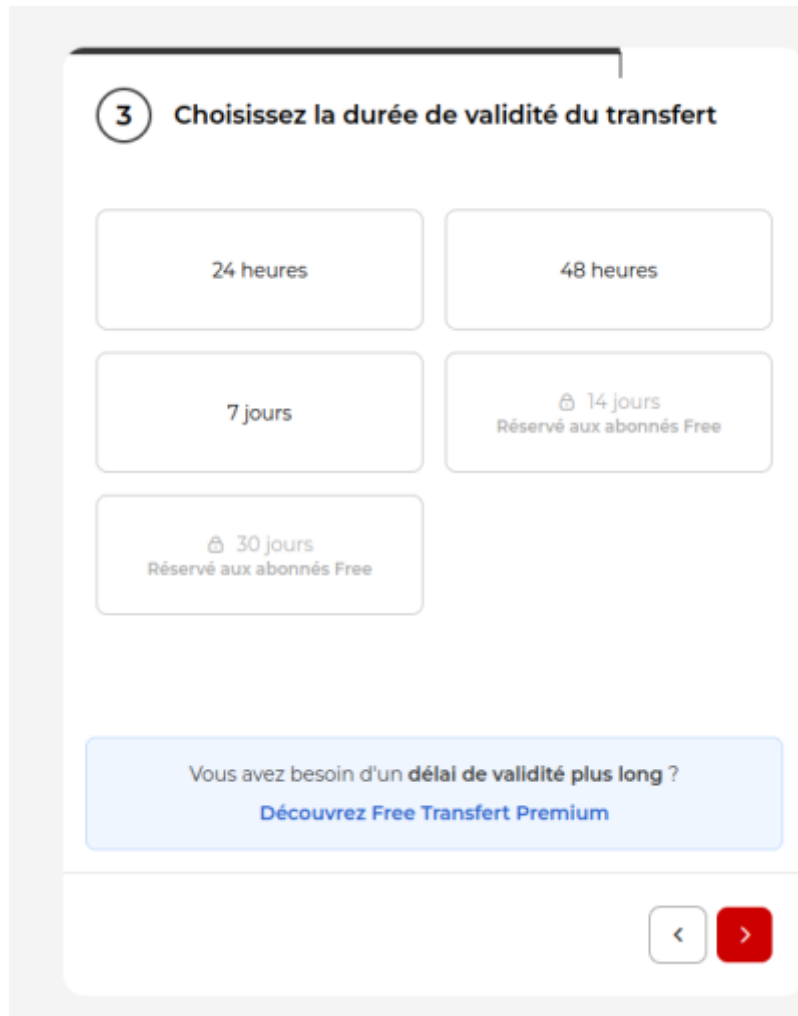 3 Choisissez la durée de validité du transfert
24 heures
48 heures
7 jours
14 jours
Réservé aux abonnés Free
30 jours
Réservé aux abonnés Free
Vous avez besoin d'un délai de validité plus long ?
Découvrez Free Transfert Premium